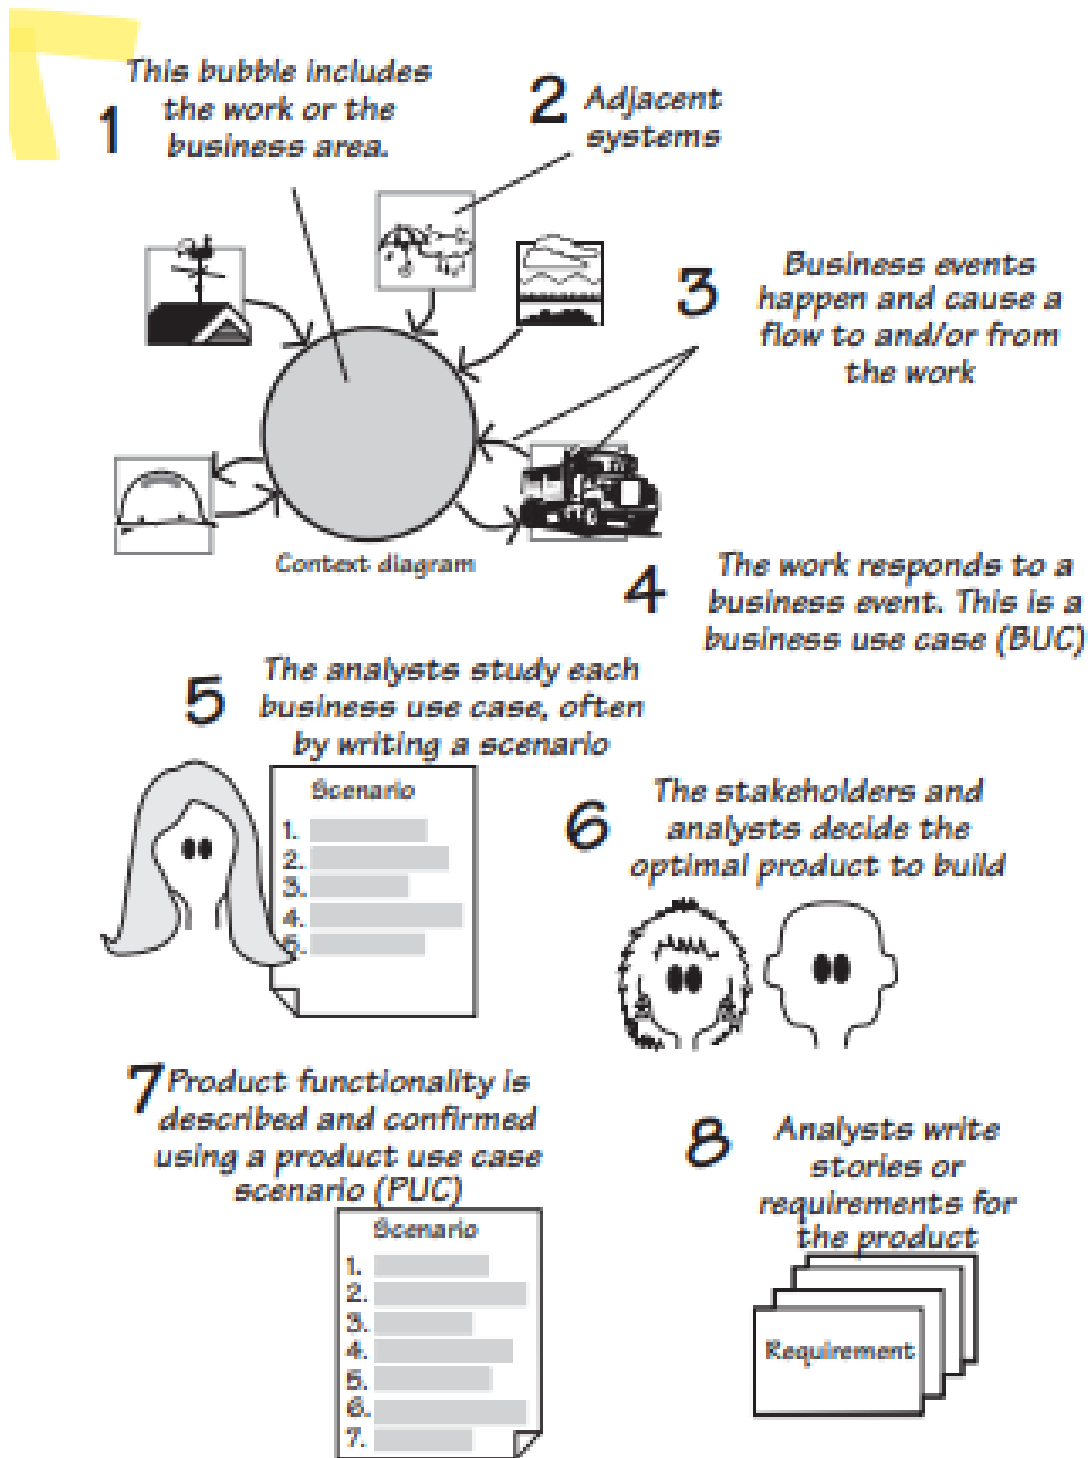 1
This bubble includes
the work or the
business area.
2
Adjacent
systems
3
Business events
happen and cause a
flow to and/or from
the work
Context diagram
4
The work responds to a
business event. This is a
business use case (BUC)
5
The analysts study each
business use case, often
by writing a scenario
Scenario
1.
2.
3.
4.
5.
6
The stakeholders and
analysts decide the
optimal product to build
7
Product functionality is
described and confirmed
using a product use case
scenario (PUC)
Scenario
1.
2.
3.
4.
5.
6.
7.
8
Analysts write
stories or
requirements for
the product
Requirement